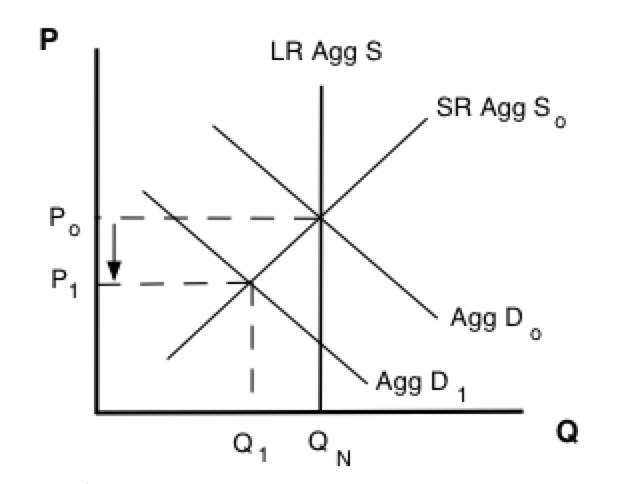 P
LR Agg S
SR Agg S o
P o
P 1
Agg D o
Agg D 1
Q 1
Q N
Q